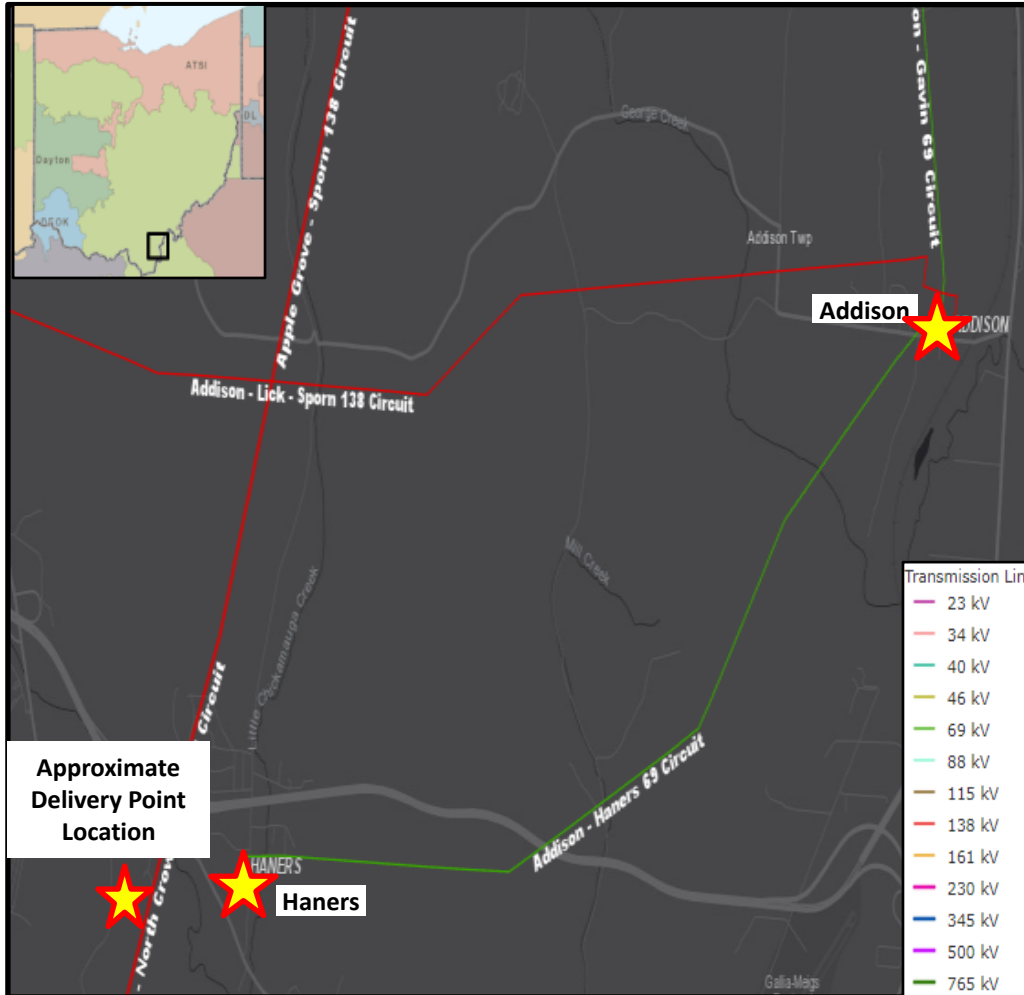 ATSI
DL
Dayton
DEOK
Apple Grove - Sporn 138 Circuit
on - Gavin 69 Circuit
George Creek
Addison Twp
Addison
ADDISON
Addison - Lick - Sporn 138 Circuit
Mill Creek
Little Chickamauga Creek
Circuit
Addison - Haners 69 Circuit
Approximate
Delivery Point
Location
HANERS
Haners
- North Crow
Gallia-Meigs
Transmission Lin
23 kV
34 kV
40 kV
46 kV
69 kV
88 kV
115 kV
138 kV
161 kV
230 kV
345 kV
500 kV
765 kV